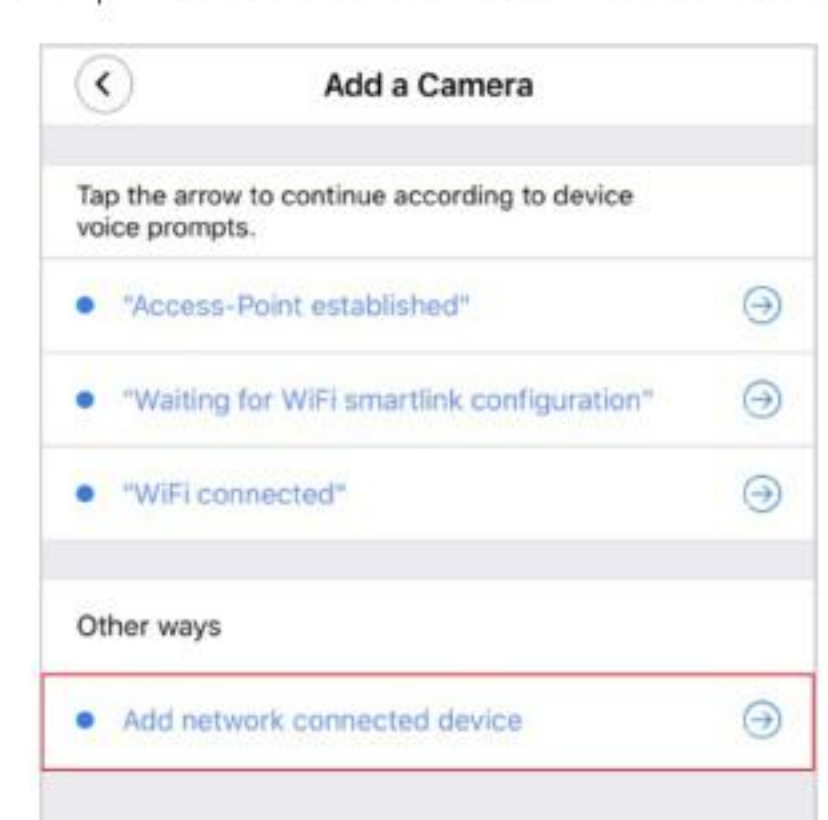 Add a Camera
Tap the arrow to continue according to device
voice prompts.
"Access-Point established"
"Waiting for WiFi smartlink configuration"
"WiFi connected"
Other ways
Add network connected device